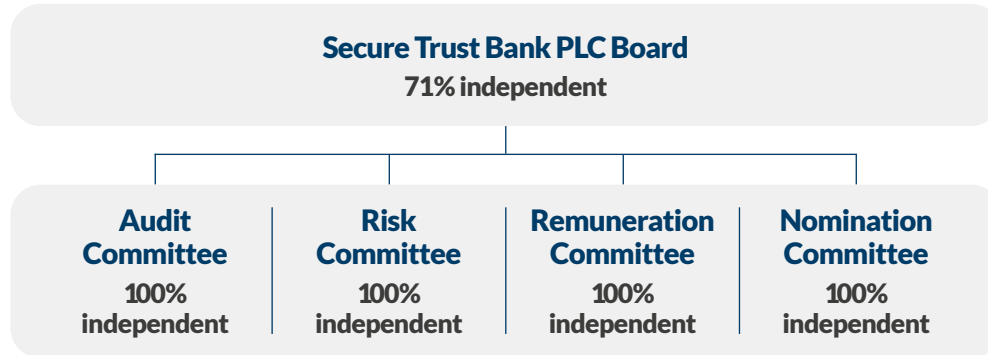 Secure Trust Bank PLC Board
71% independent
Audit
Committee
100%
independent
Risk
Committee
100%
independent
Remuneration
Committee
100%
independent
Nomination
Committee
100%
independent